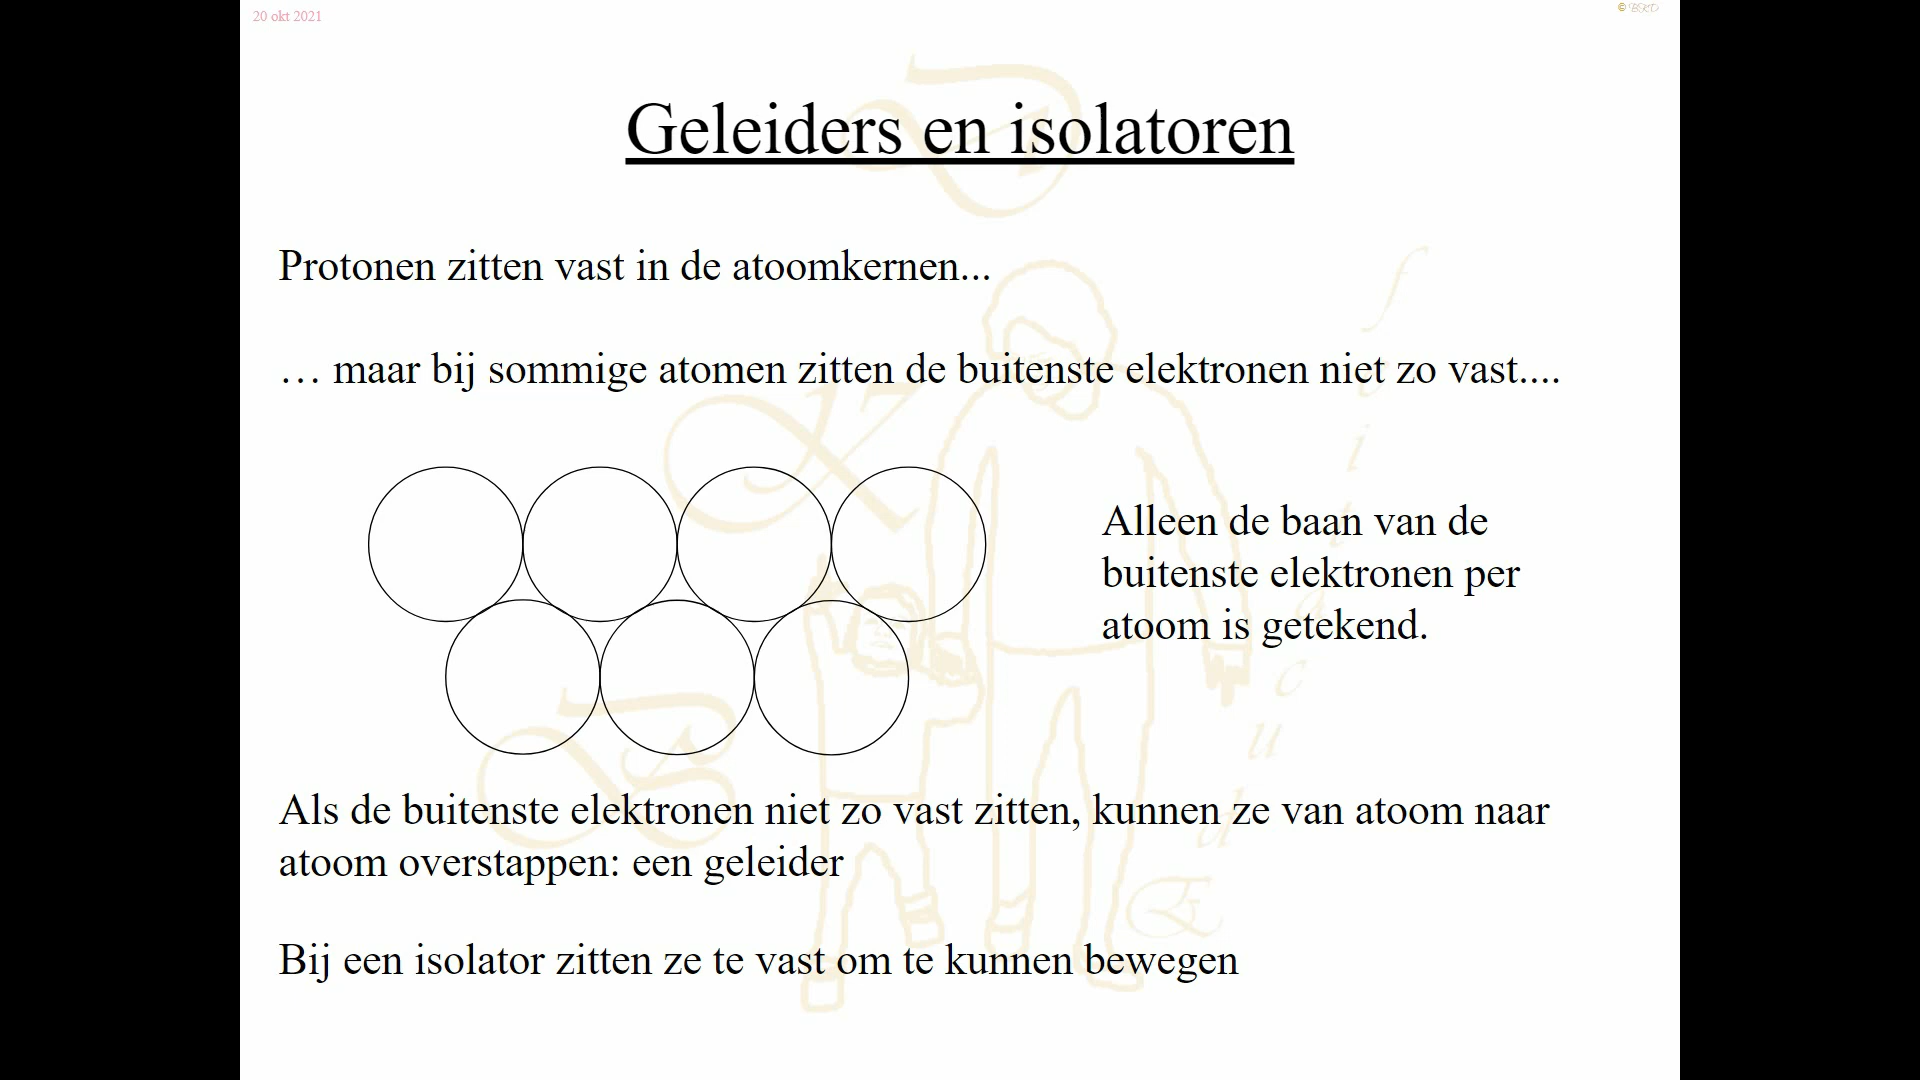 20 okt 2021
© BKD
Geleiders en isolatoren
Protonen zitten vast in de atoomkernen...
… maar bij sommige atomen zitten de buitenste elektronen niet zo vast....
Alleen de baan van de
buitenste elektronen per
atoom is getekend.
Als de buitenste elektronen niet zo vast zitten, kunnen ze van atoom naar
atoom overstappen: een geleider
Bij een isolator zitten ze te vast om te kunnen bewegen